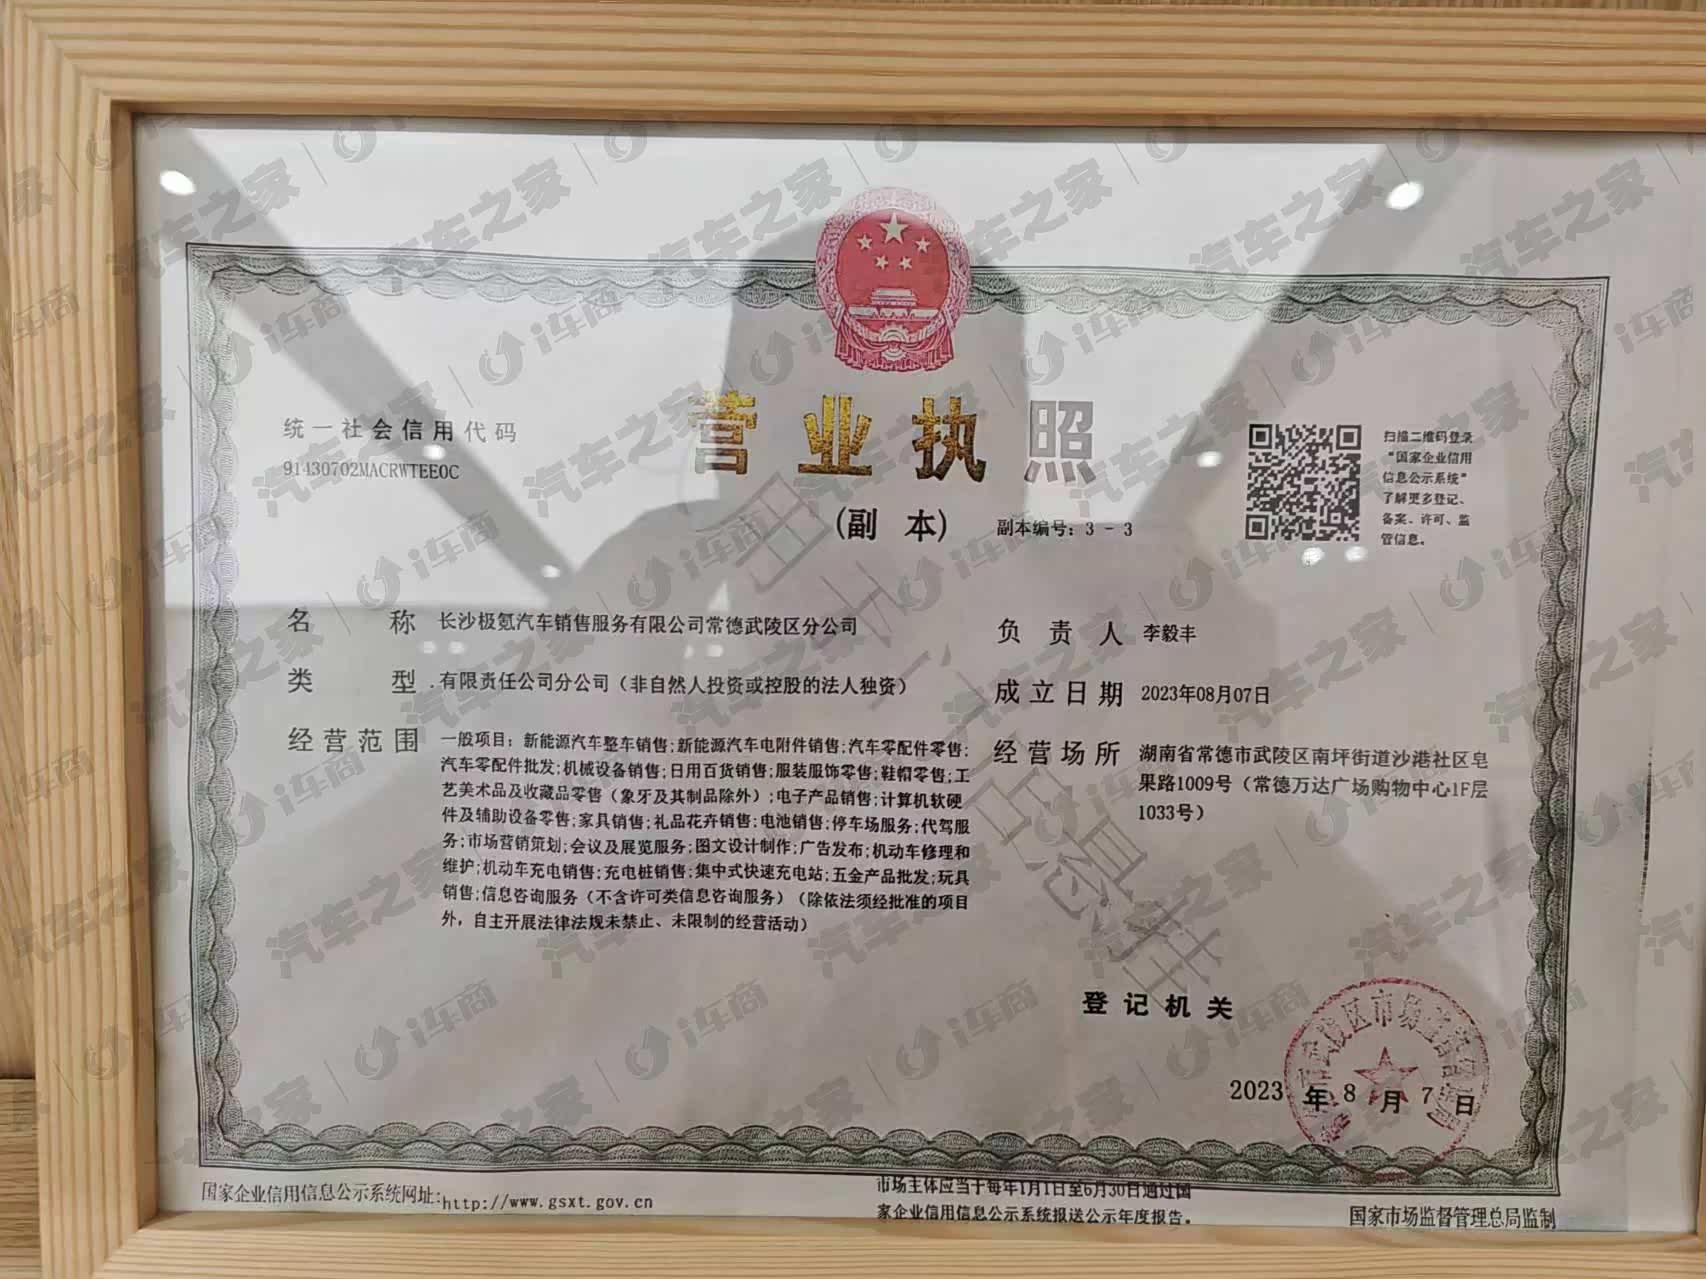 营业执照
(副 本) 副本编号：3 - 3
统一社会信用代码
91430702MACRWTEE0C
扫描二维码登录
“国家企业信用
信息公示系统”
了解更多登记、
备案、许可、监
管信息。
名 称 长沙极氪汽车销售服务有限公司常德武陵区分公司
类 型 有限责任公司分公司（非自然人投资或控股的法人独资）
经营范围 一般项目：新能源汽车整车销售;新能源汽车电附件销售;汽车零配件零售;
汽车零配件批发;机械设备销售;日用百货销售;服装服饰零售;鞋帽零售;工
艺美术品及收藏品零售（象牙及其制品除外）;电子产品销售;计算机软硬
件及辅助设备零售;家具销售;礼品花卉销售;电池销售;停车场服务;代驾服
务;市场营销策划;会议及展览服务;图文设计制作;广告发布;机动车修理和
维护;机动车充电销售;充电桩销售;集中式快速充电站;五金产品批发;玩具
销售;信息咨询服务（不含许可类信息咨询服务）（除依法须经批准的项目
外，自主开展法律法规未禁止、未限制的经营活动）
负责人 李毅丰
成立日期 2023年08月07日
经营场所 湖南省常德市武陵区南坪街道沙港社区皂
果路1009号（常德万达广场购物中心1F层
1033号）
登记机关
2023 年 8 月 7 日
国家企业信用信息公示系统网址:http://www.gsxt.gov.cn
市场主体应当于每年1月1日至6月30日通过国
家企业信用信息公示系统报送公示年度报告。
国家市场监督管理总局监制
汽车之家
i车商